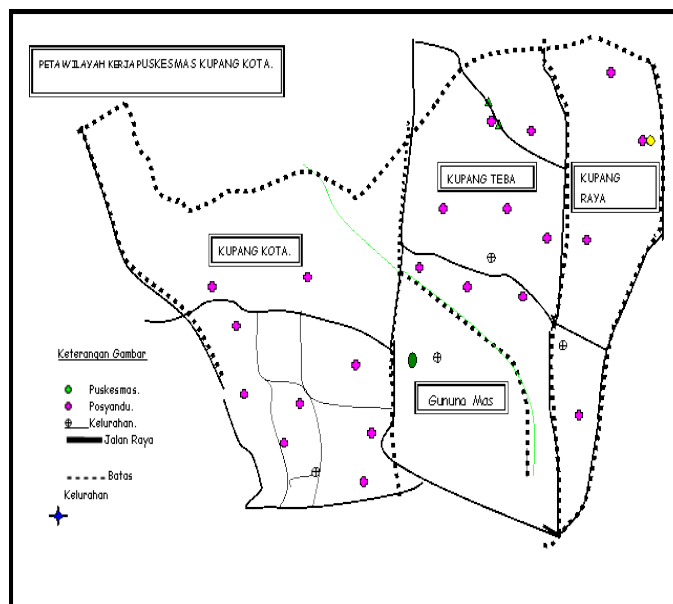 PETA WILAYAH KERJA PUSKESMAS KUPANG KOTA.
KUPANG TEBA
KUPANG
RAYA
KUPANG KOTA.
Gununa Mas
Keterangan Gambar
Puskesmas.
Posyandu.
Kelurahan.
Jalan Raya
Batas
Kelurahan